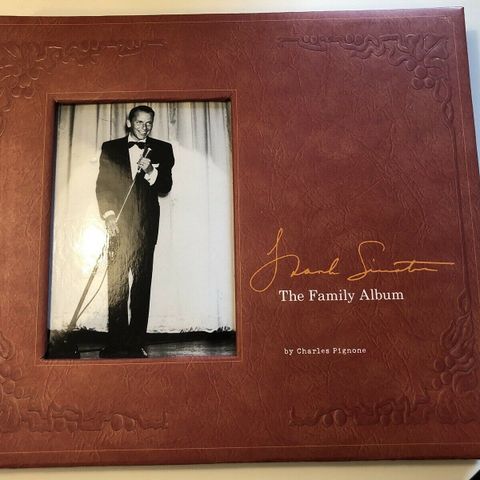 Frank Sinatra
The Family Album
by Charles Pignone